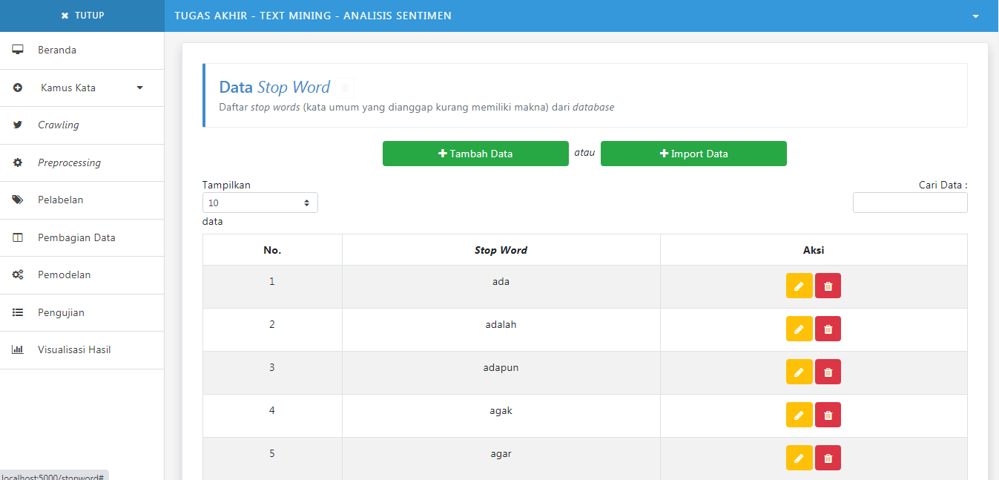 TUTUP
TUGAS AKHIR - TEXT MINING - ANALISIS SENTIMEN
Beranda
Kamus Kata
Crawling
Preprocessing
Pelabelan
Pembagian Data
Pemodelan
Pengujian
Visualisasi Hasil
Data Stop Word
Daftar stop words (kata umum yang dianggap kurang memiliki makna) dari database
Tambah Data atau Import Data
Tampilkan
10
data
Cari Data :
No. Stop Word Aksi
1 ada
2 adalah
3 adapun
4 agak
5 agar
localhost:5000/stopword#